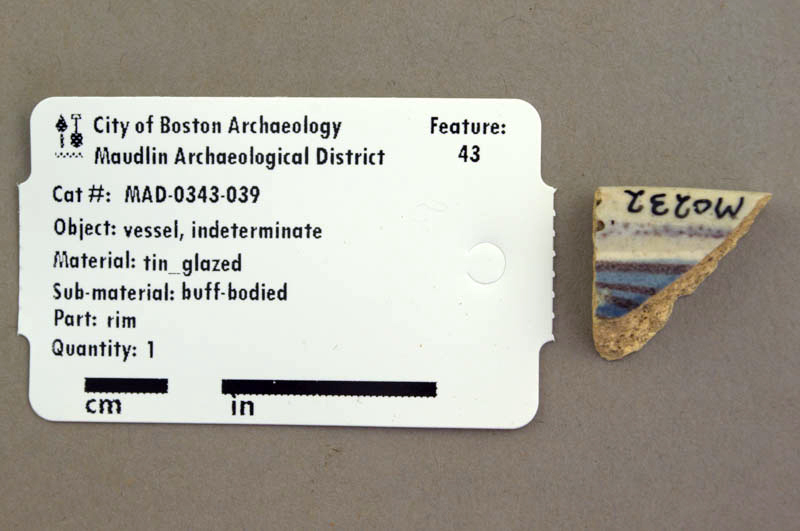 City of Boston Archaeology
Maudlin Archaeological District
Feature:
43
Cat #: MAD-0343-039
Object: vessel, indeterminate
Material: tin_glazed
Sub-material: buff-bodied
Part: rim
Quantity: 1
cm
in
M0232